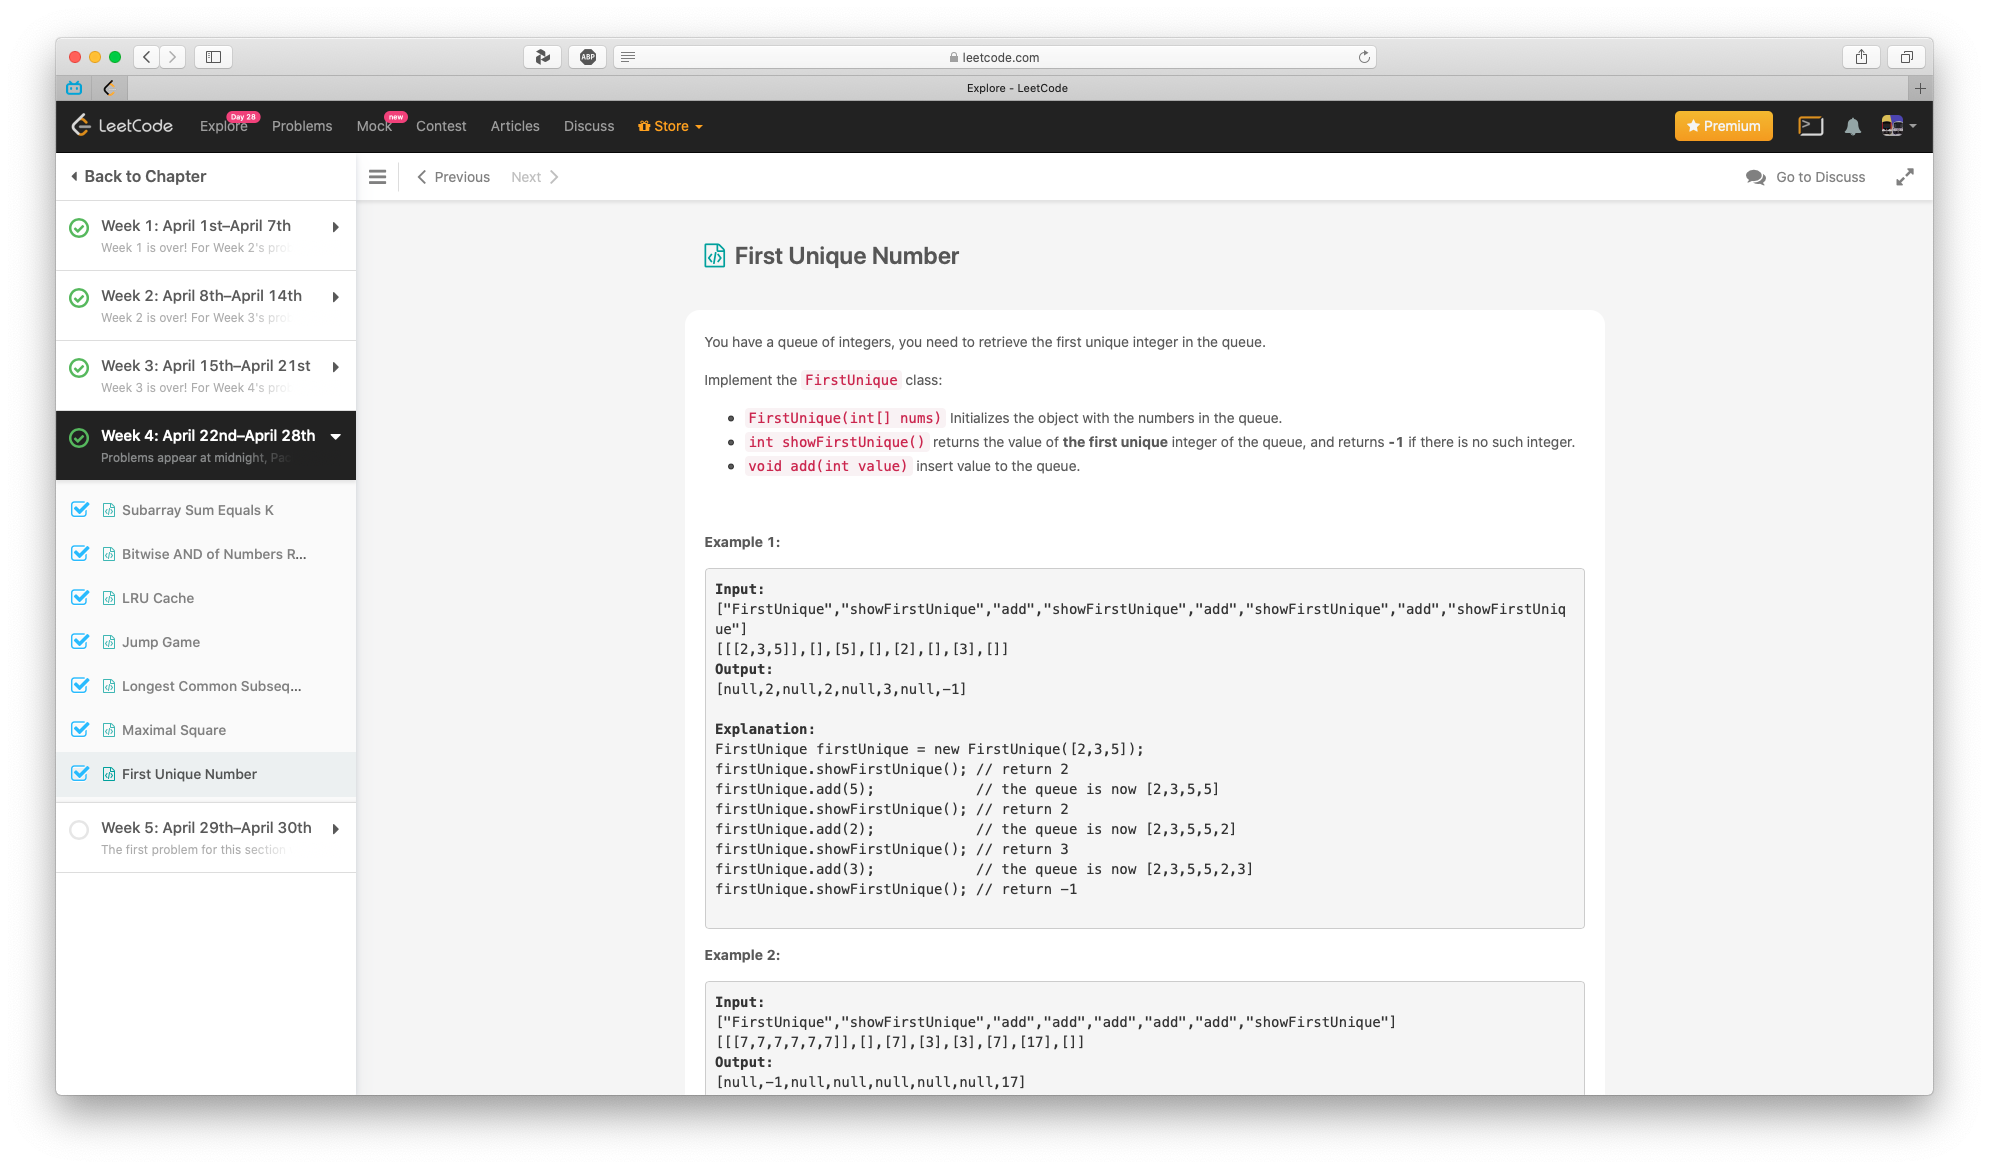 ABP
leetcode.com
Explore - LeetCode
LeetCode
Explore
Day 28
Problems
Mock
new
Contest
Articles
Discuss
Store
Premium
Back to Chapter
Previous
Next
Go to Discuss
Week 1: April 1st–April 7th
Week 1 is over! For Week 2's pro
Week 2: April 8th–April 14th
Week 2 is over! For Week 3's pro
Week 3: April 15th–April 21st
Week 3 is over! For Week 4's pro
Week 4: April 22nd–April 28th
Problems appear at midnight, Pac
Subarray Sum Equals K
Bitwise AND of Numbers R...
LRU Cache
Jump Game
Longest Common Subseq...
Maximal Square
First Unique Number
Week 5: April 29th–April 30th
The first problem for this section
First Unique Number
You have a queue of integers, you need to retrieve the first unique integer in the queue.
Implement the FirstUnique class:
• FirstUnique(int[] nums) Initializes the object with the numbers in the queue.
• int showFirstUnique() returns the value of the first unique integer of the queue, and returns -1 if there is no such integer.
• void add(int value) insert value to the queue.
Example 1:
Input:
["FirstUnique","showFirstUnique","add","showFirstUnique","add","showFirstUnique","add","showFirstUniq
ue"]
[[[2,3,5]],[],[5],[],[2],[],[3],[]]
Output:
[null,2,null,2,null,3,null,-1]
Explanation:
FirstUnique firstUnique = new FirstUnique([2,3,5]);
firstUnique.showFirstUnique(); // return 2
firstUnique.add(5);            // the queue is now [2,3,5,5]
firstUnique.showFirstUnique(); // return 2
firstUnique.add(2);            // the queue is now [2,3,5,5,2]
firstUnique.showFirstUnique(); // return 3
firstUnique.add(3);            // the queue is now [2,3,5,5,2,3]
firstUnique.showFirstUnique(); // return -1
Example 2:
Input:
["FirstUnique","showFirstUnique","add","add","add","add","add","showFirstUnique"]
[[[7,7,7,7,7,7]],[],[7],[3],[3],[7],[17],[]]
Output:
[null,-1,null,null,null,null,null,17]